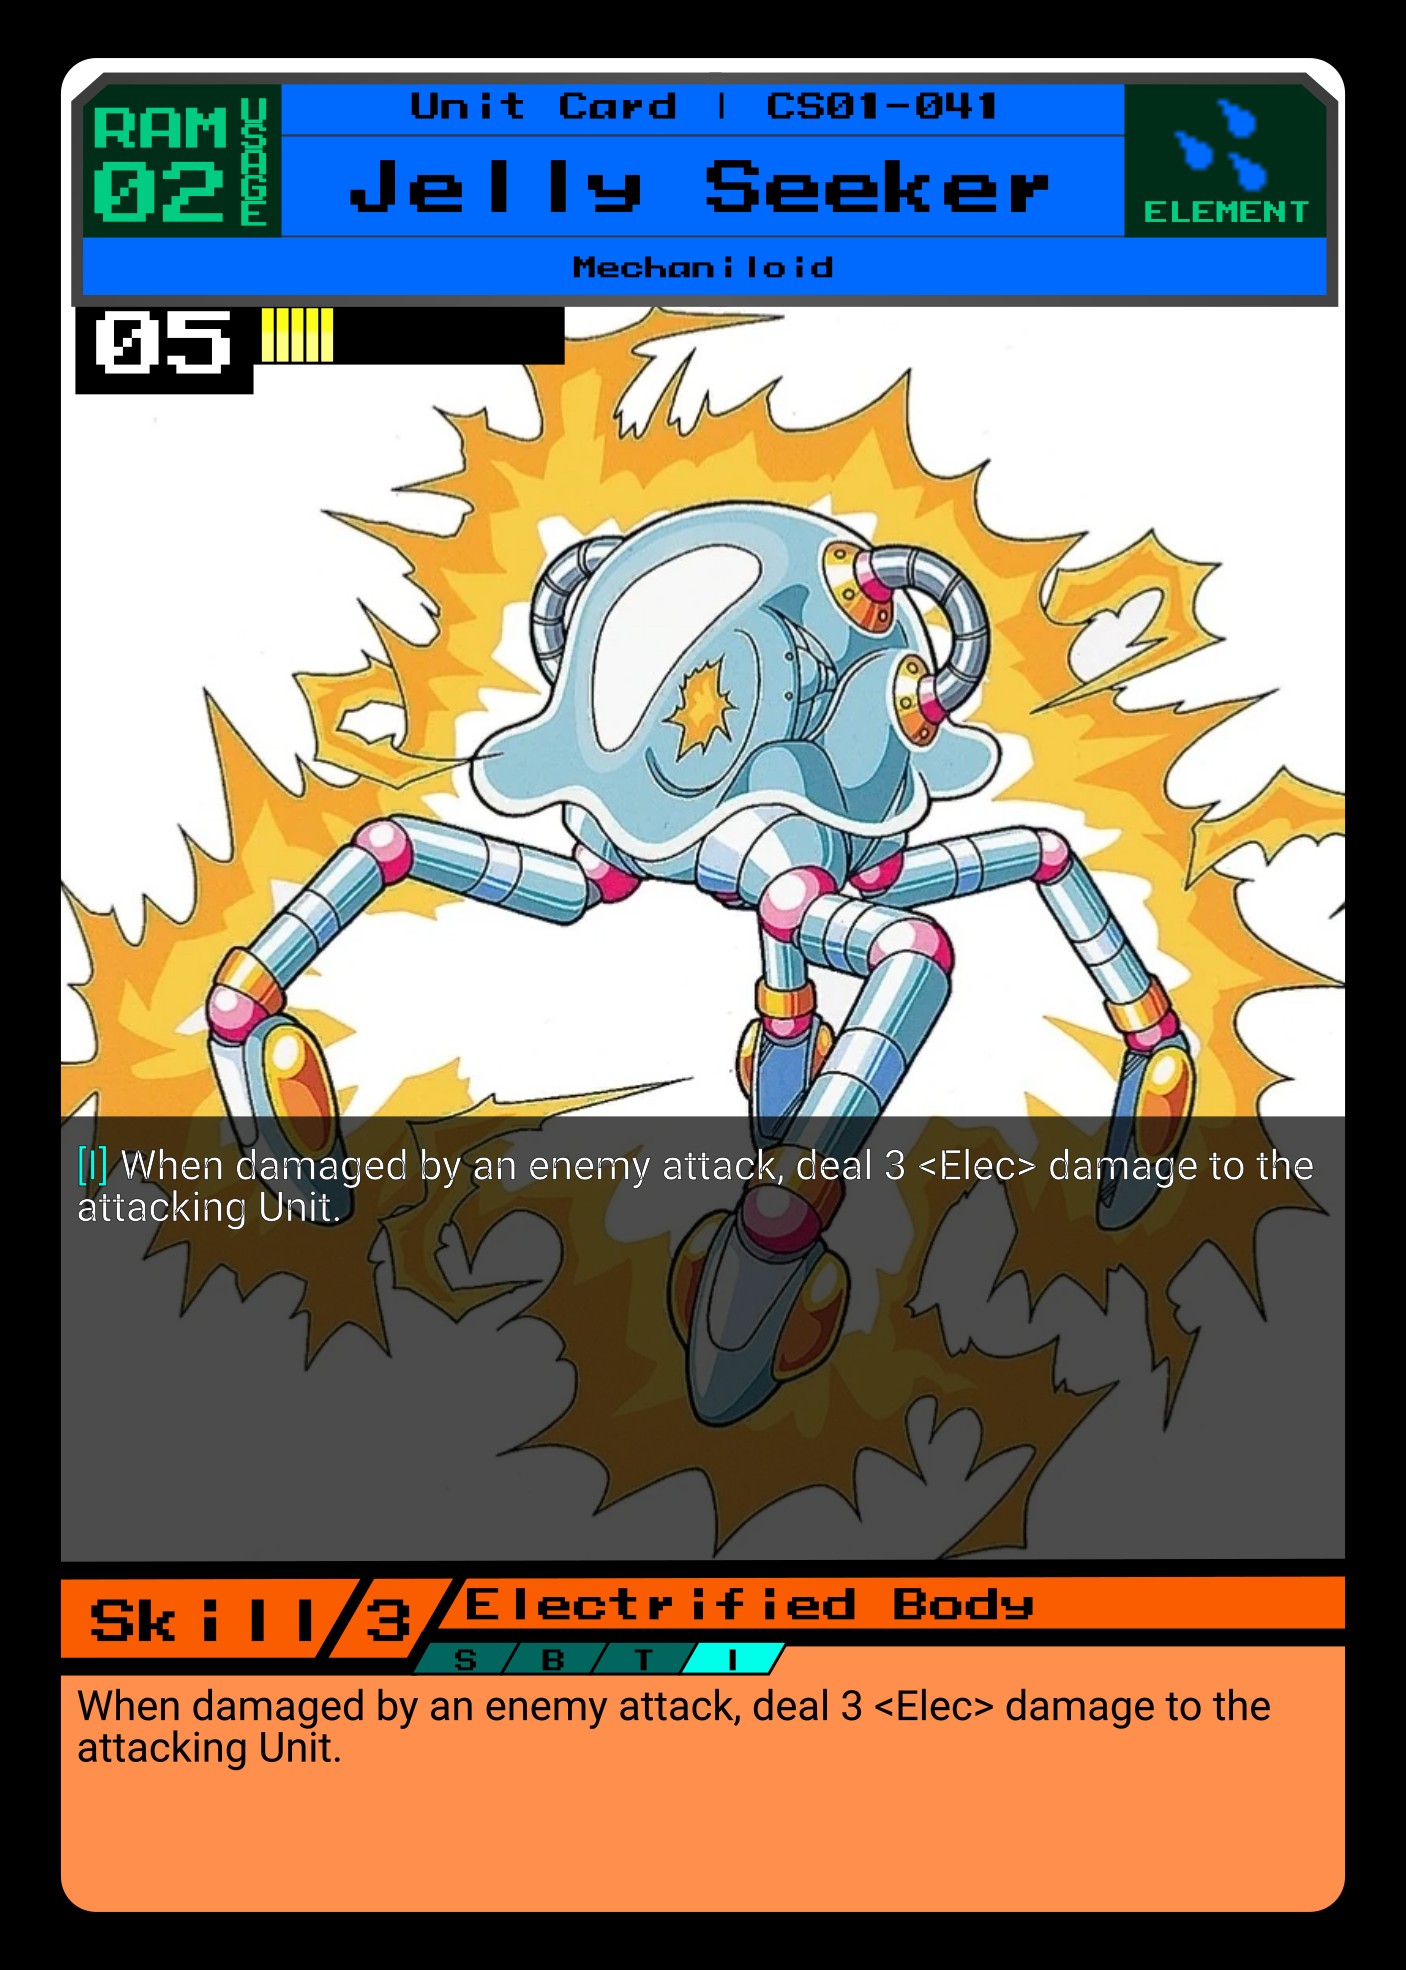 RAM
02
USAGE
Unit Card | CS01-041
Jelly Seeker
ELEMENT
Mechaniloid
05
[I] When damaged by an enemy attack, deal 3 <Elec> damage to the
attacking Unit.
Skill/3
Electrified Body
S / B / T / I
When damaged by an enemy attack, deal 3 <Elec> damage to the
attacking Unit.